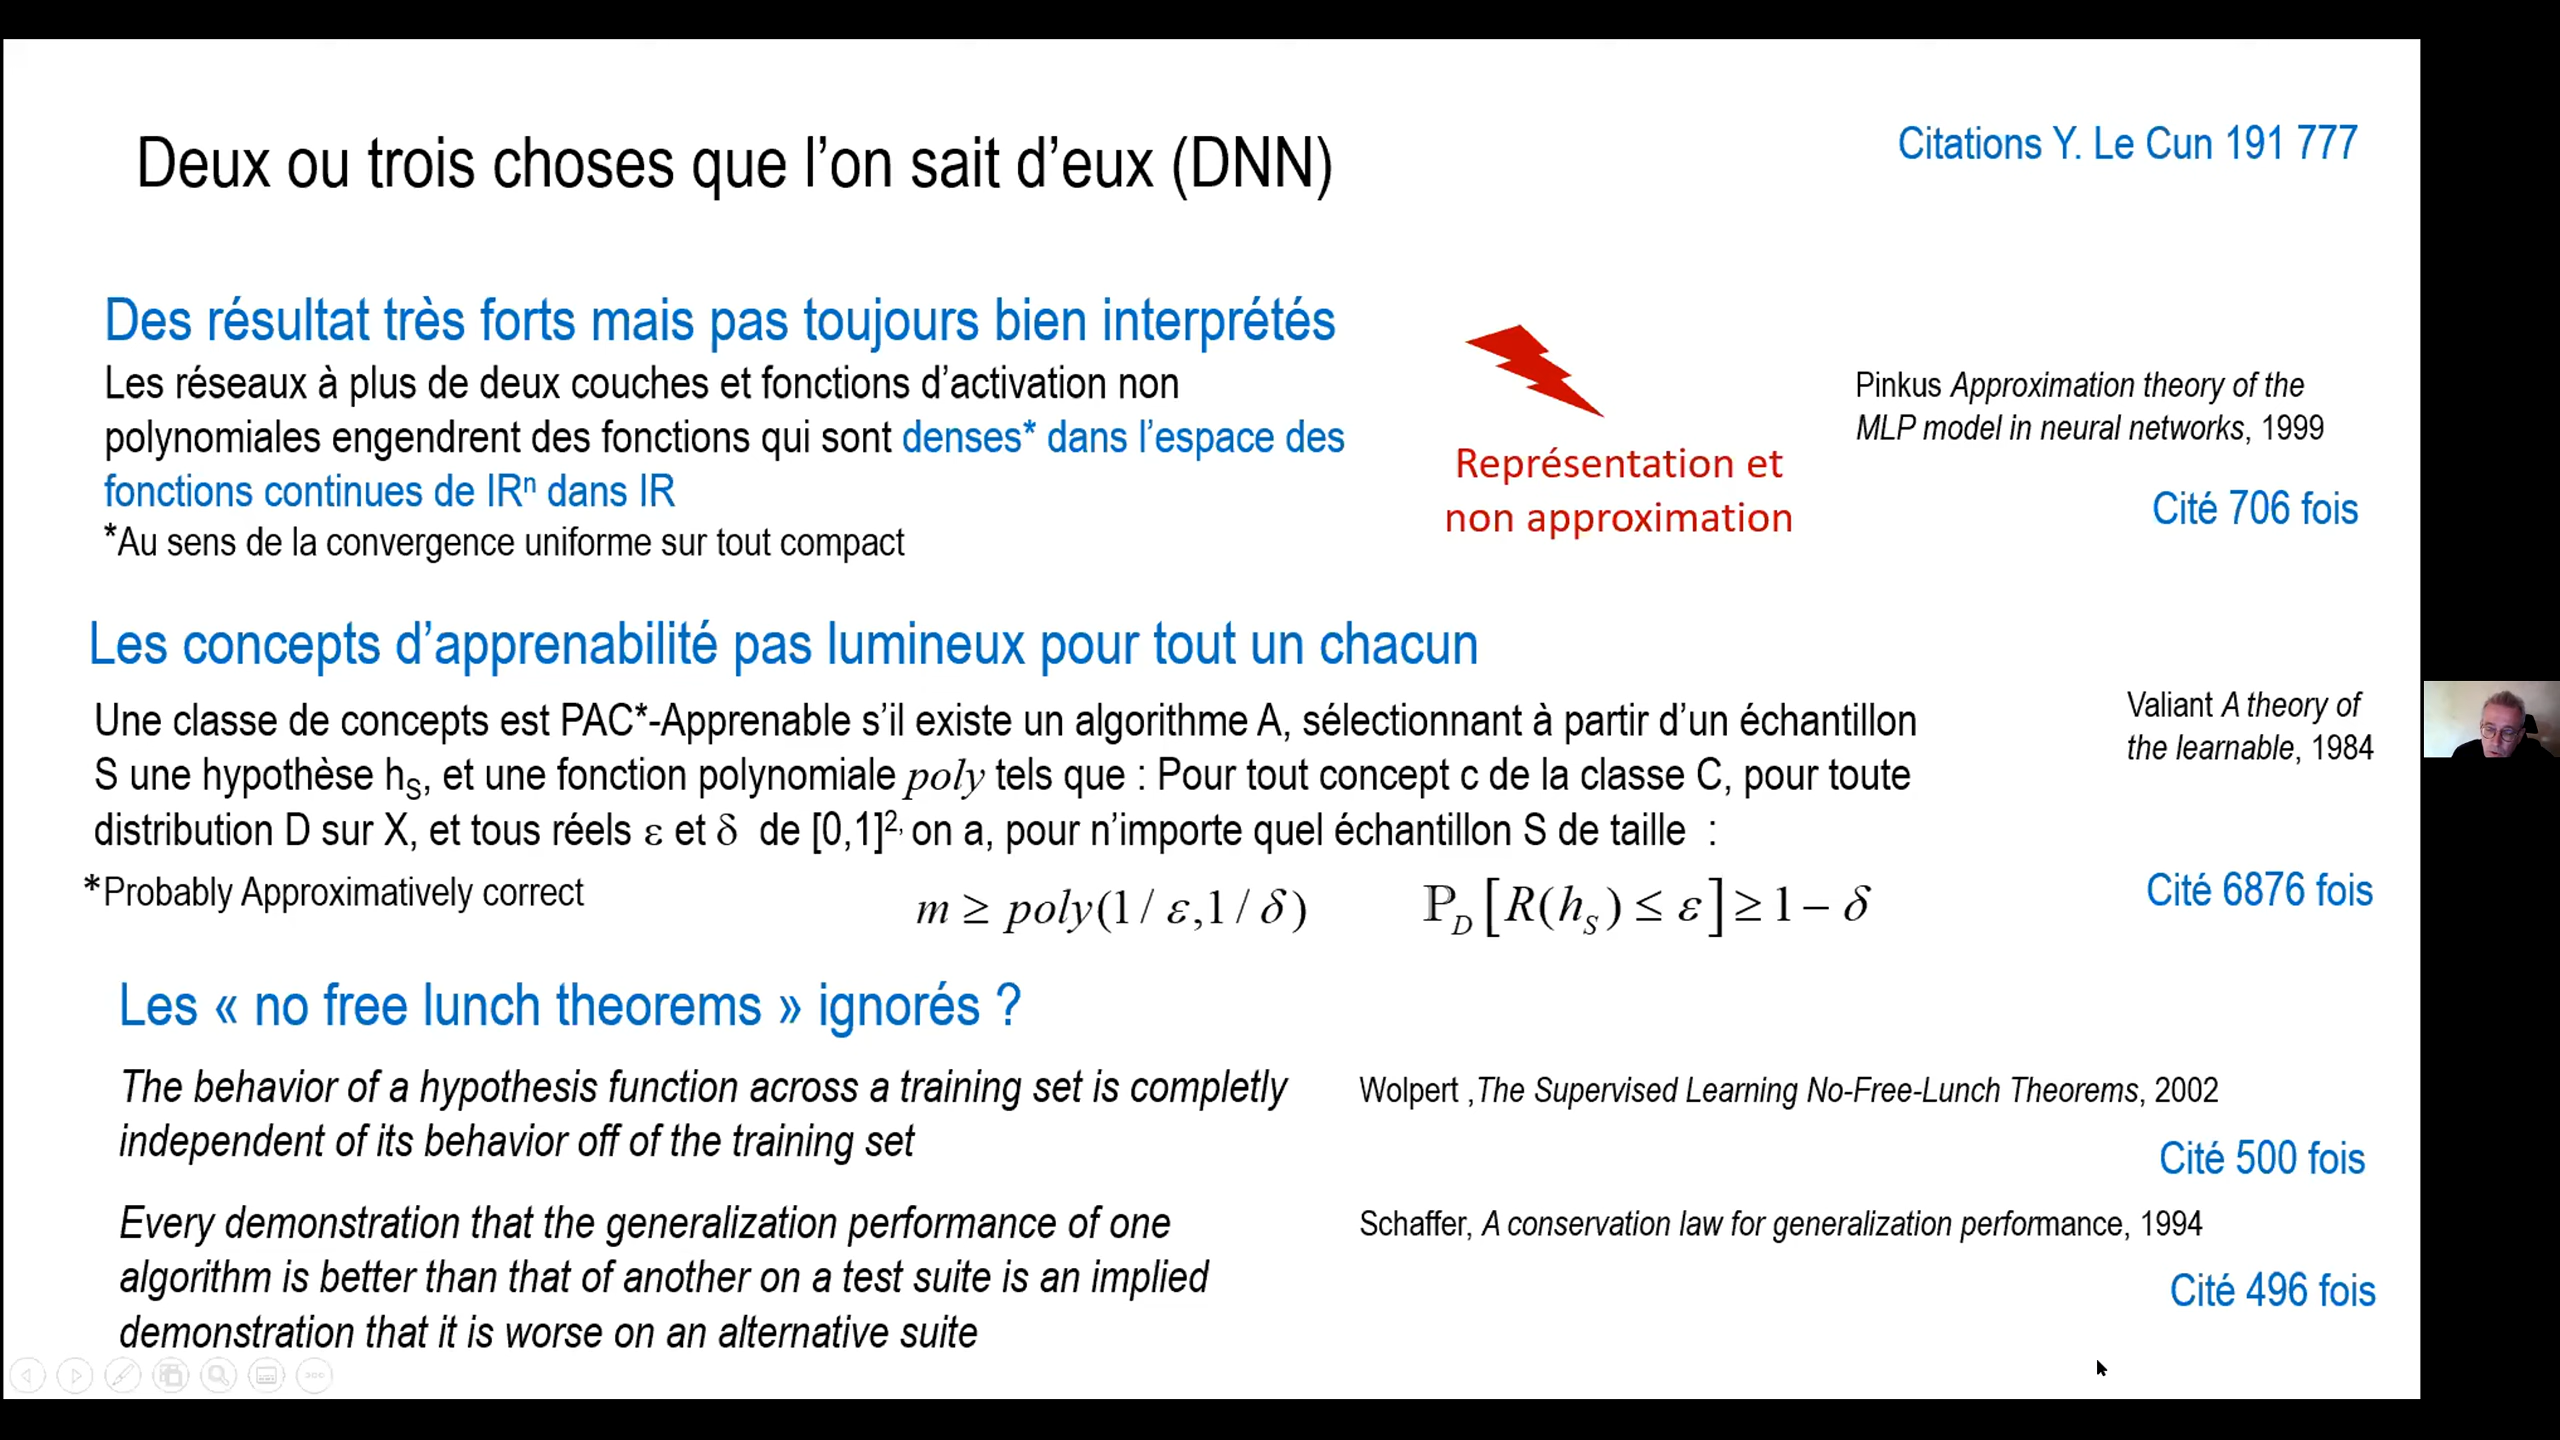 Deux ou trois choses que l’on sait d’eux (DNN)
Citations Y. Le Cun 191 777
Des résultat très forts mais pas toujours bien interprétés
Les réseaux à plus de deux couches et fonctions d’activation non
polynomiales engendrent des fonctions qui sont denses* dans l’espace des
fonctions continues de IRⁿ dans IR
*Au sens de la convergence uniforme sur tout compact
Représentation et
non approximation
Pinkus Approximation theory of the
MLP model in neural networks, 1999
Cité 706 fois
Les concepts d’apprenabilité pas lumineux pour tout un chacun
Une classe de concepts est PAC*-Apprenable s’il existe un algorithme A, sélectionnant à partir d’un échantillon
S une hypothèse hS, et une fonction polynomiale poly tels que : Pour tout concept c de la classe C, pour toute
distribution D sur X, et tous réels ε et δ de [0,1]², on a, pour n’importe quel échantillon S de taille :
*Probably Approximatively correct
m ≥ poly(1/ ε,1/ δ)
ℙD [R(hS) ≤ ε] ≥ 1 − δ
Valiant A theory of
the learnable, 1984
Cité 6876 fois
Les « no free lunch theorems » ignorés ?
The behavior of a hypothesis function across a training set is completly
independent of its behavior off of the training set
Wolpert ,The Supervised Learning No-Free-Lunch Theorems, 2002
Cité 500 fois
Every demonstration that the generalization performance of one
algorithm is better than that of another on a test suite is an implied
demonstration that it is worse on an alternative suite
Schaffer, A conservation law for generalization performance, 1994
Cité 496 fois